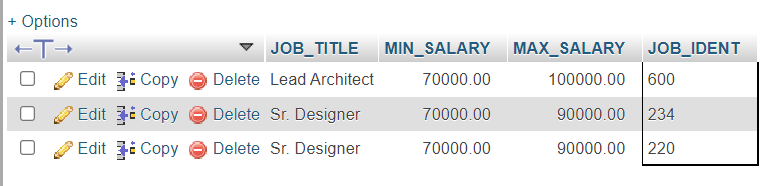 + Options
JOB_TITLE MIN_SALARY MAX_SALARY JOB_IDENT
Edit Copy Delete Lead Architect 70000.00 100000.00 600
Edit Copy Delete Sr. Designer 70000.00 90000.00 234
Edit Copy Delete Sr. Designer 70000.00 90000.00 220